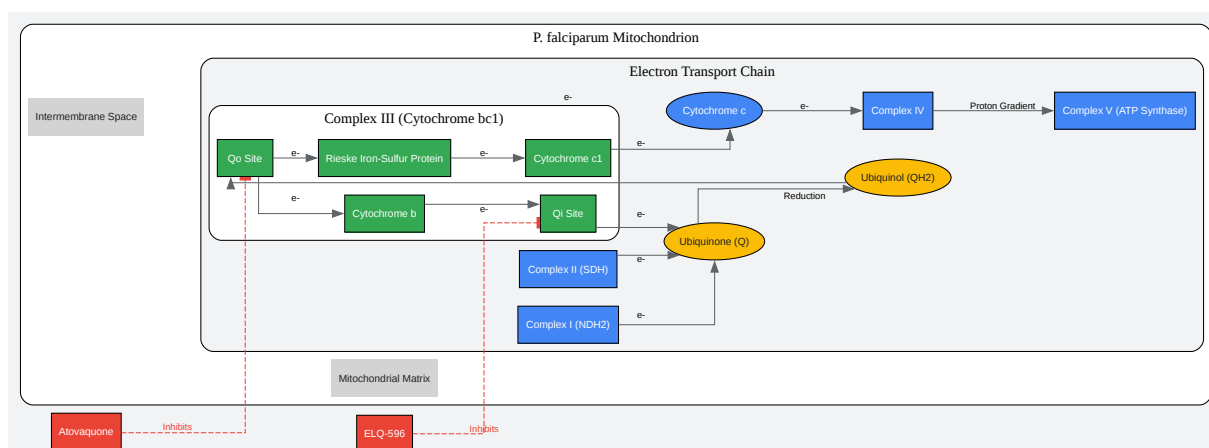 P. falciparum Mitochondrion
Electron Transport Chain
Intermembrane Space
e-
Complex III (Cytochrome bc1)
Cytochrome c
e-
Complex IV
Proton Gradient
Complex V (ATP Synthase)
Qo Site
e-
Rieske Iron-Sulfur Protein
e-
Cytochrome c1
e-
Ubiquinol (QH2)
Reduction
e-
Cytochrome b
e-
Qi Site
e-
Ubiquinone (Q)
Complex II (SDH)
e-
Complex I (NDH2)
e-
Mitochondrial Matrix
Atovaquone
Inhibits
ELQ-596
Inhibits